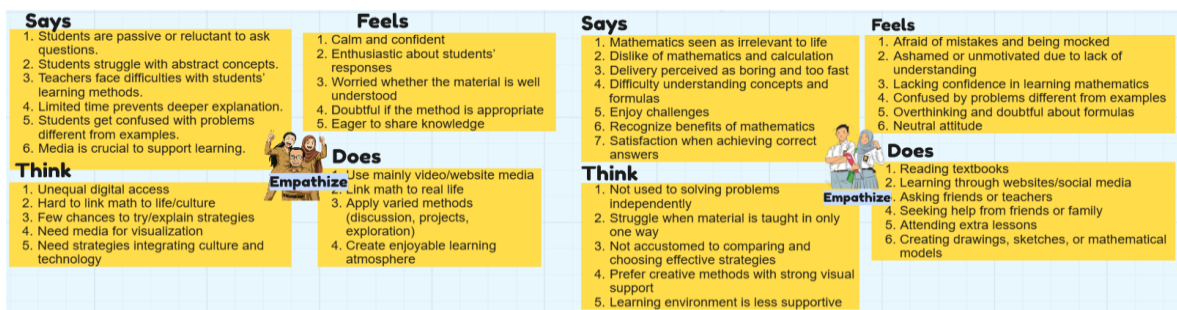 Says
1. Students are passive or reluctant to ask
questions.
2. Students struggle with abstract concepts.
3. Teachers face difficulties with students'
learning methods.
4. Limited time prevents deeper explanation.
5. Students get confused with problems
different from examples.
6. Media is crucial to support learning.
Feels
1. Calm and confident
2. Enthusiastic about students'
responses
3. Worried whether the material is well
understood
4. Doubtful if the method is appropriate
5. Eager to share knowledge
Think
1. Unequal digital access
2. Hard to link math to life/culture
3. Few chances to try/explain strategies
4. Need media for visualization
5. Need strategies integrating culture and
technology
Empathize
Does
1. Use mainly video/website media
2. Link math to real life
3. Apply varied methods
(discussion, projects,
exploration)
4. Create enjoyable learning
atmosphere
Says
1. Mathematics seen as irrelevant to life
2. Dislike of mathematics and calculation
3. Delivery perceived as boring and too fast
4. Difficulty understanding concepts and
formulas
5. Enjoy challenges
6. Recognize benefits of mathematics
7. Satisfaction when achieving correct
answers
Feels
1. Afraid of mistakes and being mocked
2. Ashamed or unmotivated due to lack of
understanding
3. Lacking confidence in learning mathematics
4. Confused by problems different from examples
5. Overthinking and doubtful about formulas
6. Neutral attitude
Think
1. Not used to solving problems
independently
2. Struggle when material is taught in only
one way
3. Not accustomed to comparing and
choosing effective strategies
4. Prefer creative methods with strong visual
support
5. Learning environment is less supportive
Empathize
Does
1. Reading textbooks
2. Learning through websites/social media
. Asking friends or teachers
4. Seeking help from friends or family
5. Attending extra lessons
6. Creating drawings, sketches, or mathematical
models